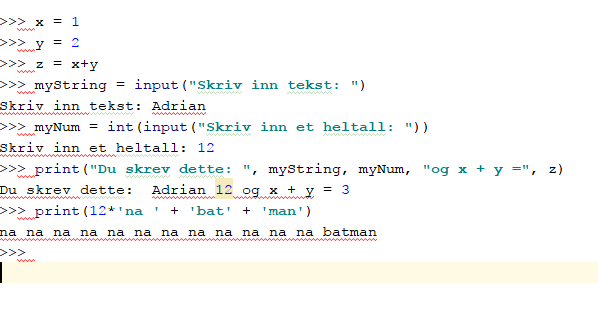 >>> x = 1
>>> y = 2
>>> z = x+y
>>> myString = input("Skriv inn tekst: ")
Skriv inn tekst: Adrian
>>> myNum = int(input("Skriv inn et heltall: "))
Skriv inn et heltall: 12
>>> print("Du skrev dette: ", myString, myNum, "og x + y =", z)
Du skrev dette:  Adrian 12 og x + y = 3
>>> print(12*'na ' + 'bat' + 'man')
na na na na na na na na na na na na batman
>>>